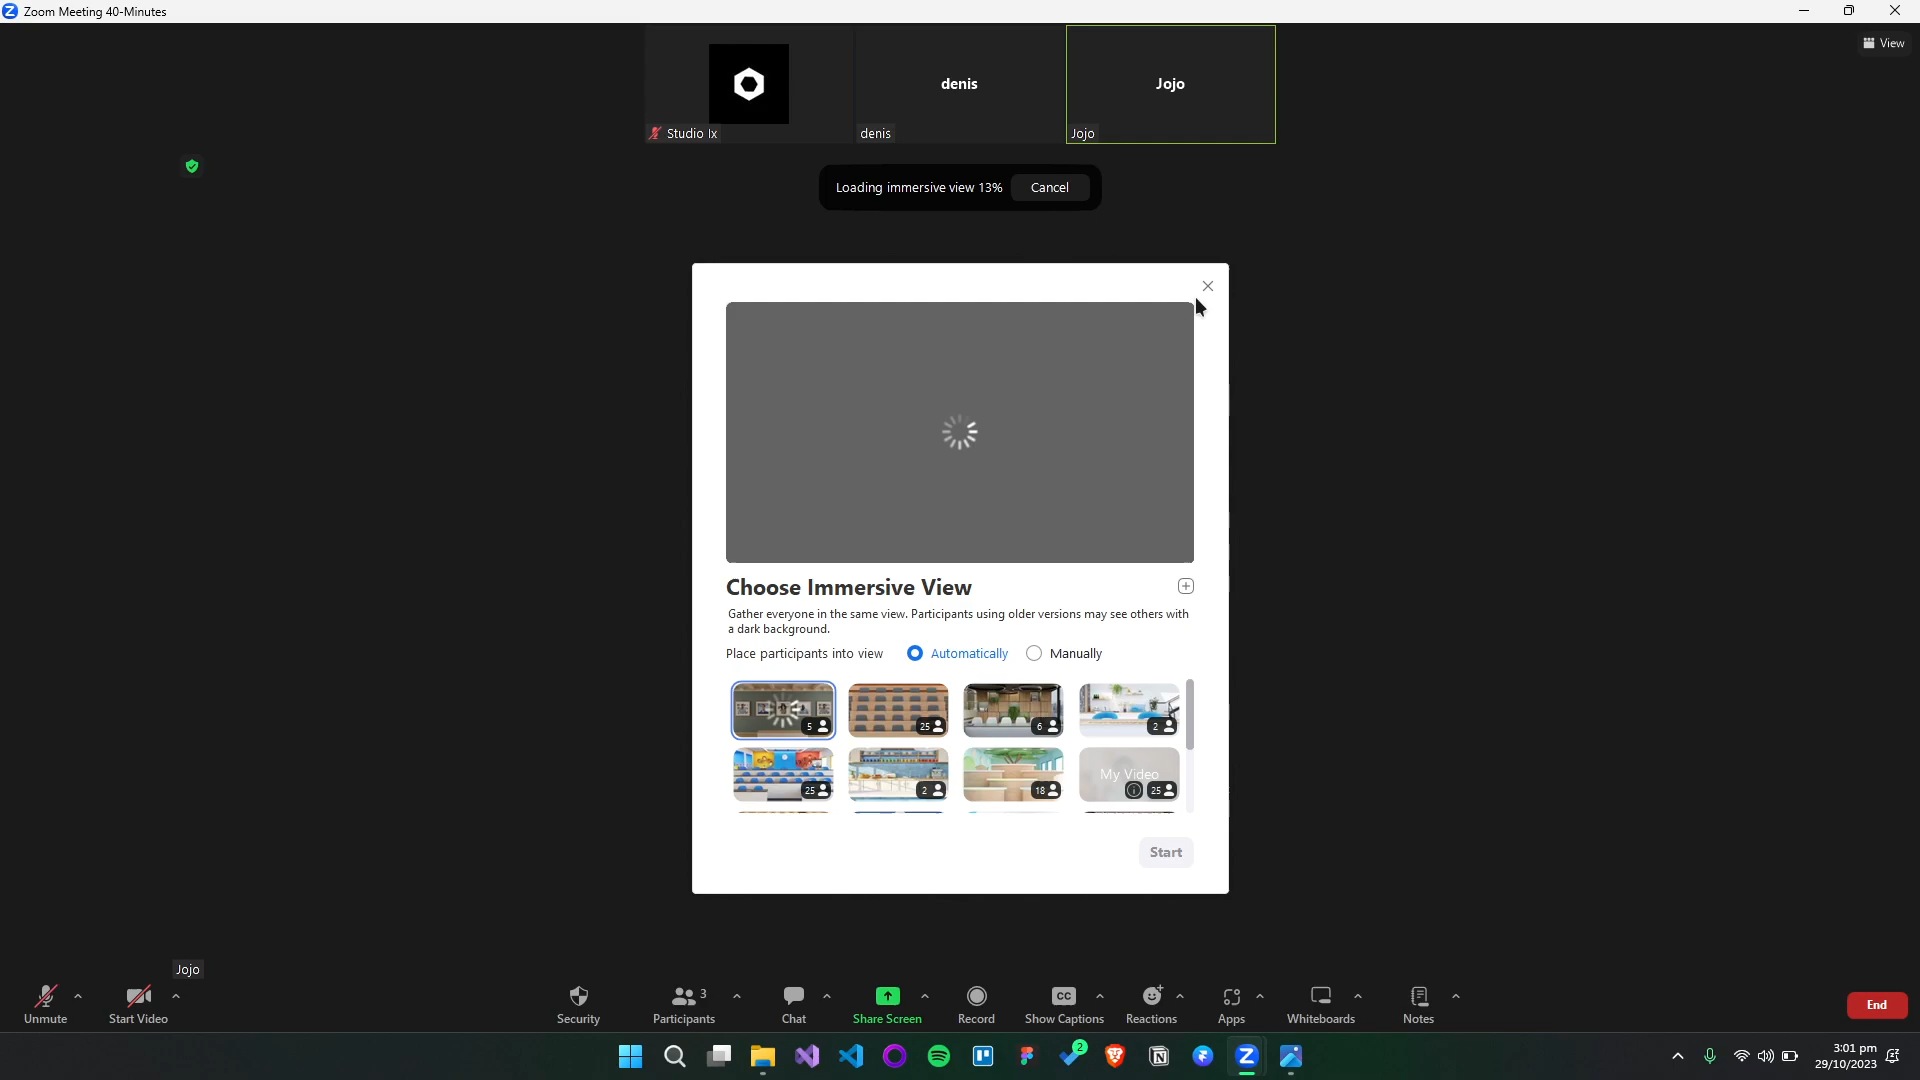 Zoom Meeting 40-Minutes
View
denis
Jojo
Studio lx
denis
Jojo
Loading immersive view 13%
Cancel
Choose Immersive View
Gather everyone in the same view. Participants using older versions may see others with
a dark background.
Place participants into view
Automatically
Manually
5
25
6
2
25
2
18
My Video
25
Start
Jojo
Unmute
Start Video
Security
3
Participants
Chat
Share Screen
Record
CC
Show Captions
Reactions
Apps
Whiteboards
Notes
End
2
3:01 pm
29/10/2023